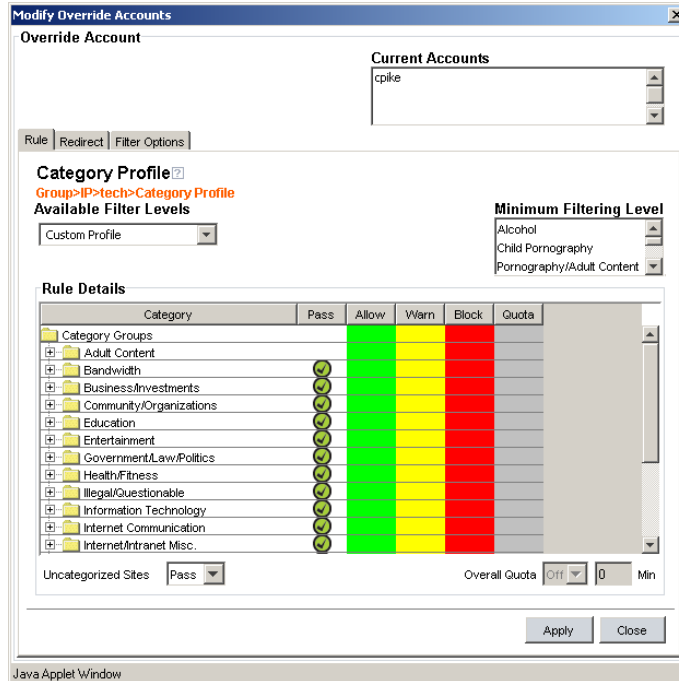 Modify Override Accounts
Override Account
Current Accounts
cpike
Rule Redirect Filter Options
Category Profile ?
Group>IP>tech>Category Profile
Available Filter Levels
Custom Profile
Minimum Filtering Level
Alcohol
Child Pornography
Pornography/Adult Content
Rule Details
Category Pass Allow Warn Block Quota
Category Groups
Adult Content
Bandwidth
Business/Investments
Community/Organizations
Education
Entertainment
Government/Law/Politics
Health/Fitness
Illegal/Questionable
Information Technology
Internet Communication
Internet/Intranet Misc.
Uncategorized Sites Pass Overall Quota Off 0 Min
Apply Close
Java Applet Window